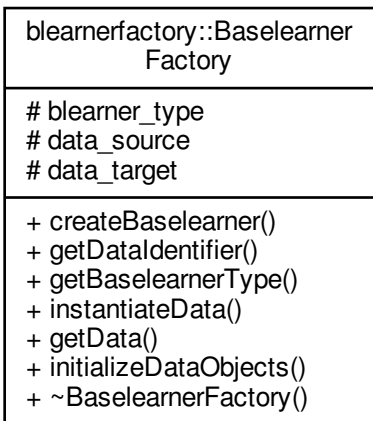 blearnerfactory::Baselearner
Factory
# blearner_type
# data_source
# data_target
+ createBaselearner()
+ getDataIdentifier()
+ getBaselearnerType()
+ instantiateData()
+ getData()
+ initializeDataObjects()
+ ~BaselearnerFactory()